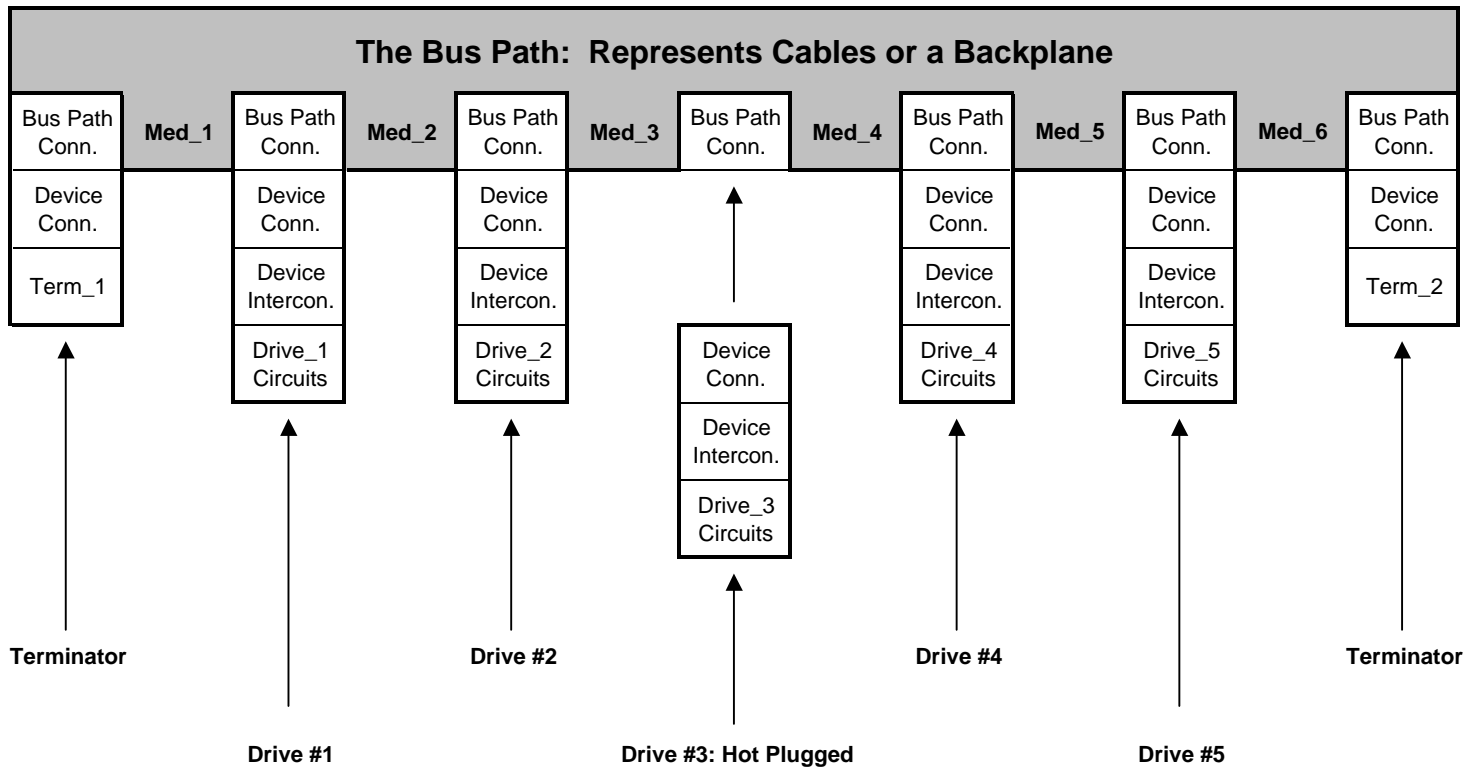 The Bus Path: Represents Cables or a Backplane
Bus Path
Conn.
Med_1
Bus Path
Conn.
Med_2
Bus Path
Conn.
Med_3
Bus Path
Conn.
Med_4
Bus Path
Conn.
Med_5
Bus Path
Conn.
Med_6
Bus Path
Conn.
Device
Conn.
Device
Conn.
Device
Conn.
Device
Conn.
Device
Conn.
Device
Conn.
Term_1
Device
Intercon.
Device
Intercon.
Device
Intercon.
Device
Intercon.
Term_2
Drive_1
Circuits
Drive_2
Circuits
Device
Conn.
Drive_4
Circuits
Drive_5
Circuits
Device
Intercon.
Drive_3
Circuits
Terminator
Drive #2
Drive #4
Terminator
Drive #1
Drive #3: Hot Plugged
Drive #5